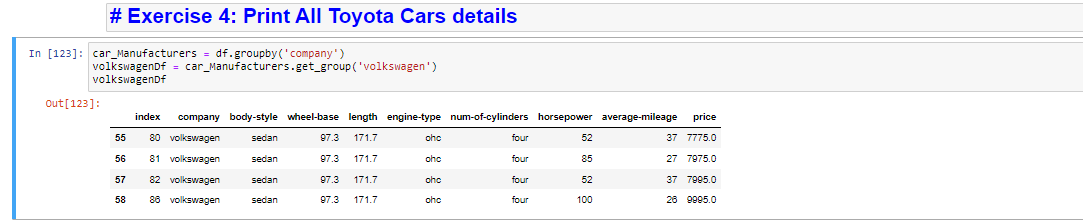 # Exercise 4: Print All Toyota Cars details
In [123]: car_Manufacturers = df.groupby('company')
volkswagenDf = car_Manufacturers.get_group('volkswagen')
volkswagenDf
Out[123]:
index company body-style wheel-base length engine-type num-of-cylinders horsepower average-mileage price
55 80 volkswagen sedan 97.3 171.7 ohc four 52 37 7775.0
56 81 volkswagen sedan 97.3 171.7 ohc four 85 27 7975.0
57 82 volkswagen sedan 97.3 171.7 ohc four 52 37 7995.0
58 86 volkswagen sedan 97.3 171.7 ohc four 100 26 9995.0